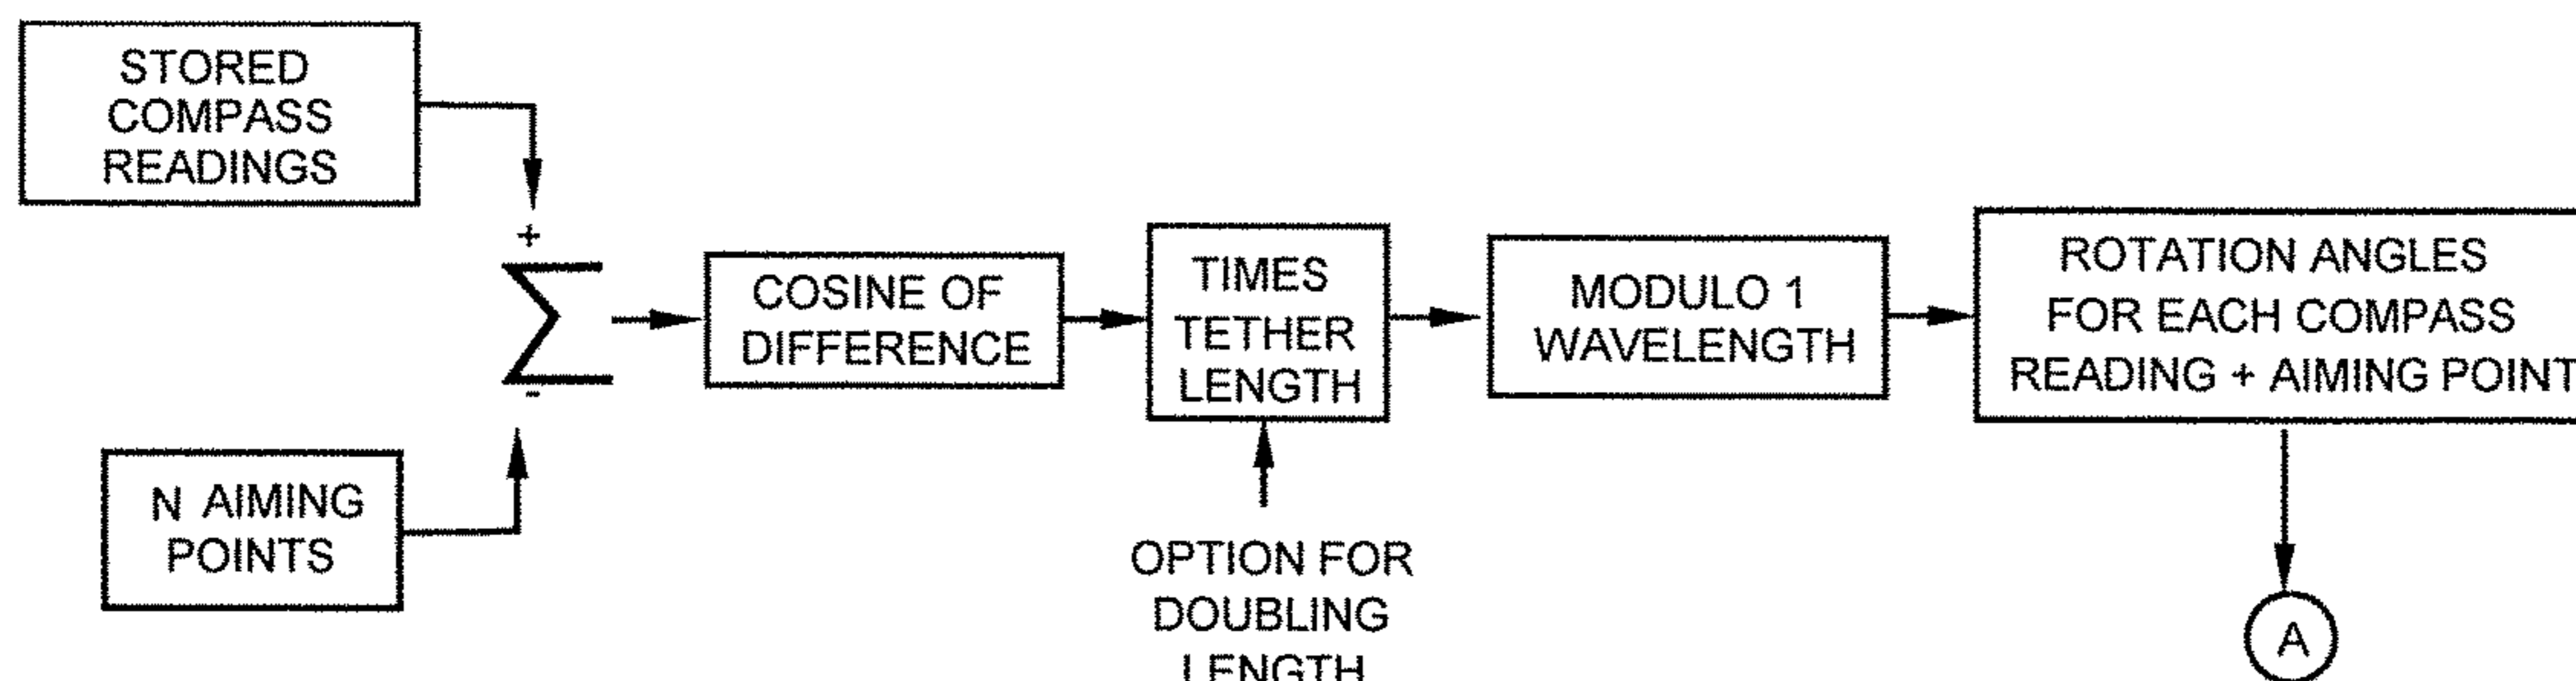 STORED
COMPASS
READINGS
+
-
N AIMING
POINTS
COSINE OF
DIFFERENCE
TIMES
TETHER
LENGTH
OPTION FOR
DOUBLING
LENGTH
MODULO 1
WAVELENGTH
ROTATION ANGLES
FOR EACH COMPASS
READING + AIMING POINT
A